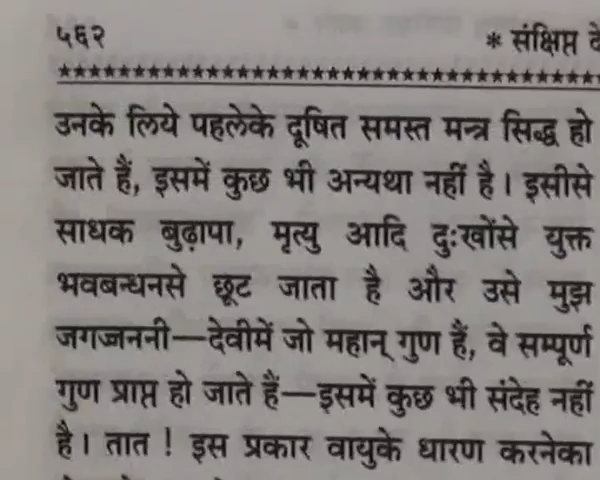 ५६२
* संक्षिप्त
उनके लिये पहलेके दूषित समस्त मन्त्र सिद्ध हो
जाते हैं, इसमें कुछ भी अन्यथा नहीं है। इसीसे
साधक बुढ़ापा, मृत्यु आदि दुःखोंसे युक्त
भवबन्धनसे छूट जाता है और उसे मुझ
जगज्जननी—देवीमें जो महान् गुण हैं, वे सम्पूर्ण
गुण प्राप्त हो जाते हैं—इसमें कुछ भी संदेह नहीं
है। तात ! इस प्रकार वायुके धारण करनेका